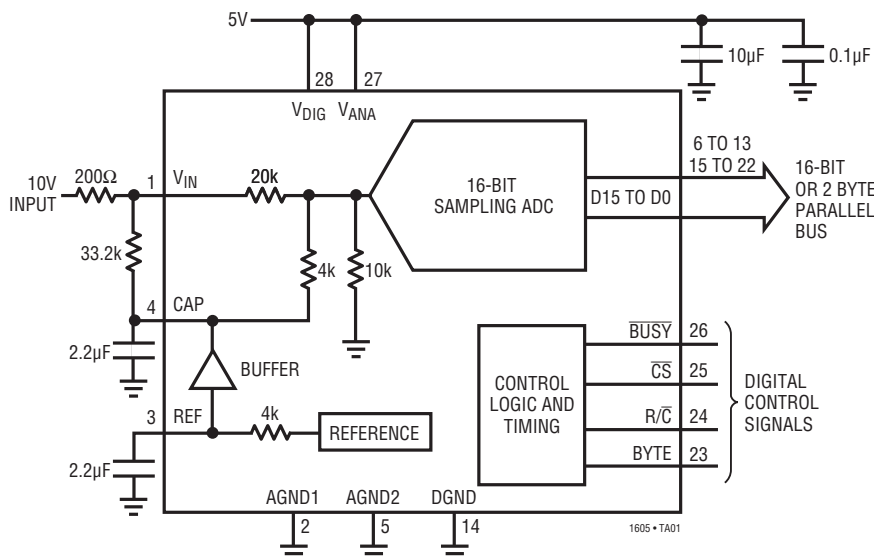 5V
10µF
0.1µF
28
27
V_DIG
V_ANA
6 TO 13
15 TO 22
10V
INPUT
200Ω
1
V_IN
20k
16-BIT
SAMPLING ADC
D15 TO D0
16-BIT
OR 2 BYTE
PARALLEL
BUS
33.2k
4k
10k
4
CAP
2.2µF
BUFFER
CONTROL
LOGIC AND
TIMING
B̅U̅S̅Y̅
26
C̅S̅
25
R/C̅
24
BYTE
23
DIGITAL
CONTROL
SIGNALS
3
REF
4k
REFERENCE
2.2µF
AGND1
AGND2
DGND
2
5
14
1605 • TA01